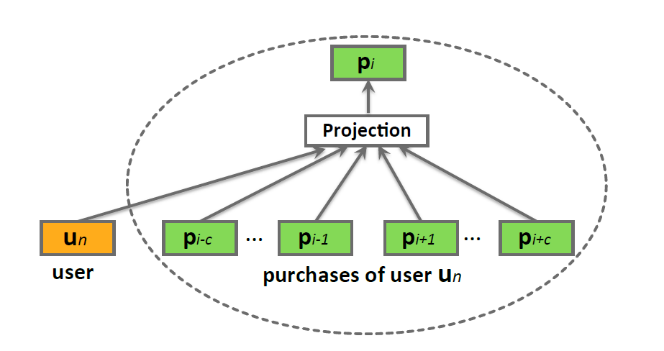 pi
Projection
un pi-c ... pi-1 pi+1 ... pi+c
user
purchases of user un